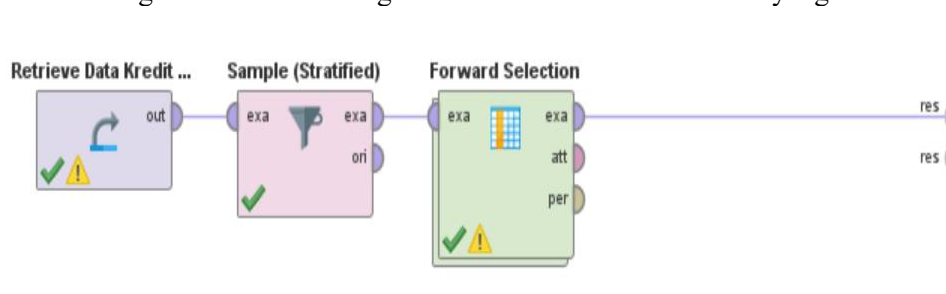 Retrieve Data Kredit ...
Sample (Stratified)
Forward Selection
out
exa
exa
ori
exa
exa
att
per
res
res